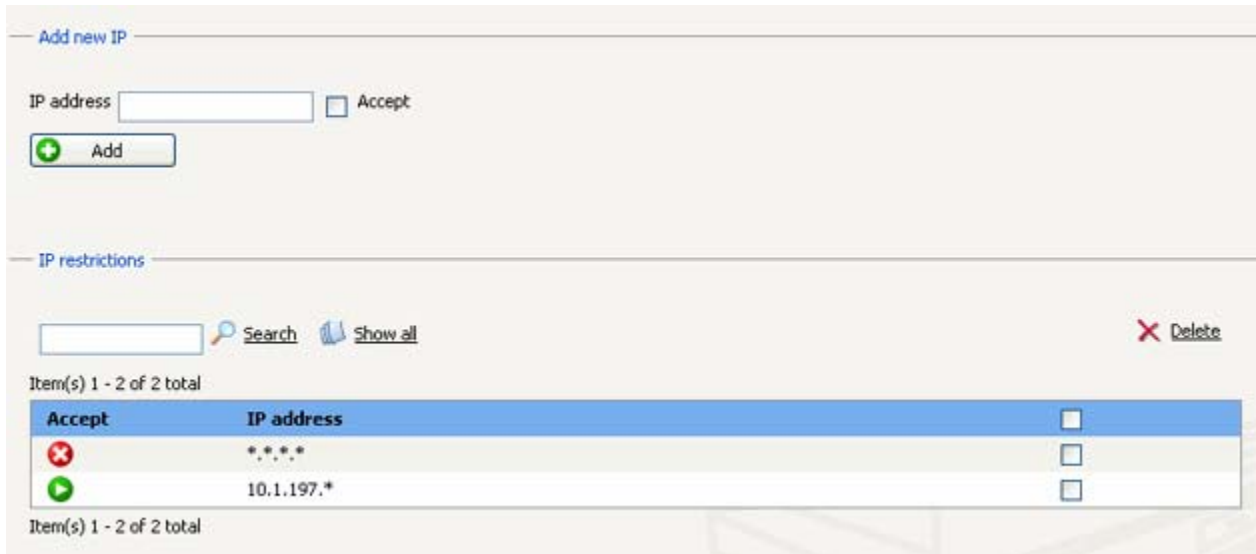 Add new IP
IP address Accept
Add
IP restrictions
Search Show all Delete
Item(s) 1 - 2 of 2 total
Accept IP address
*.*.*.*
10.1.197.*
Item(s) 1 - 2 of 2 total